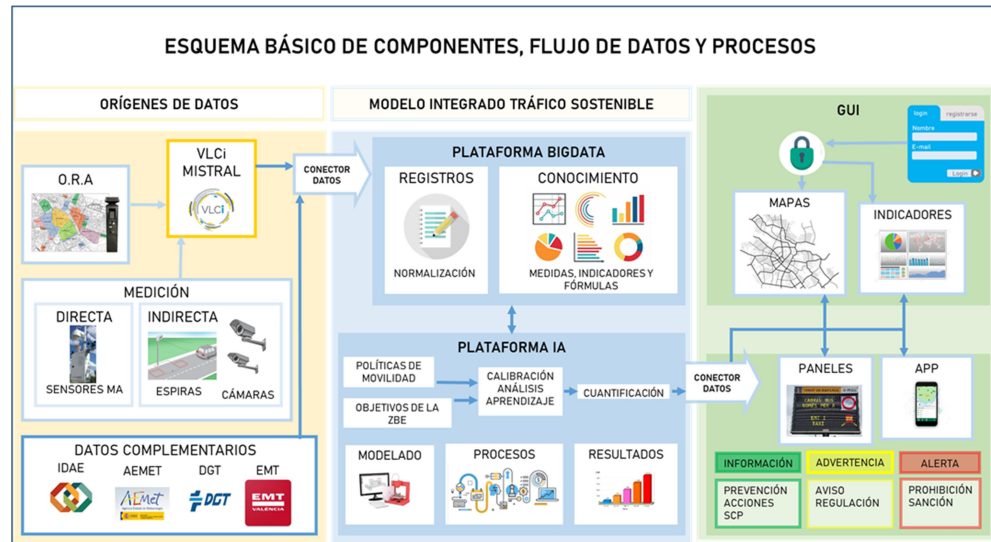 ESQUEMA BÁSICO DE COMPONENTES, FLUJO DE DATOS Y PROCESOS
ORÍGENES DE DATOS
O.R.A
VLCi
MISTRAL
VLCi
MEDICIÓN
DIRECTA
SENSORES MA
INDIRECTA
ESPIRAS
CÁMARAS
DATOS COMPLEMENTARIOS
IDAE
AEMET
AEMet
DGT
DGT
EMT
EMT
VALÈNCIA
CONECTOR
DATOS
MODELO INTEGRADO TRÁFICO SOSTENIBLE
PLATAFORMA BIGDATA
REGISTROS
NORMALIZACIÓN
CONOCIMIENTO
MEDIDAS, INDICADORES Y
FÓRMULAS
PLATAFORMA IA
POLÍTICAS DE
MOVILIDAD
OBJETIVOS DE LA
ZBE
CALIBRACIÓN
ANÁLISIS
APRENDIZAJE
CUANTIFICACIÓN
MODELADO
PROCESOS
RESULTADOS
CONECTOR
DATOS
GUI
login
registrarse
Nombre
E-mail
Login
MAPAS
INDICADORES
PANELES
EMT I
TAXI
APP
INFORMACIÓN
PREVENCIÓN
ACCIONES
SCP
ADVERTENCIA
AVISO
REGULACIÓN
ALERTA
PROHIBICIÓN
SANCIÓN